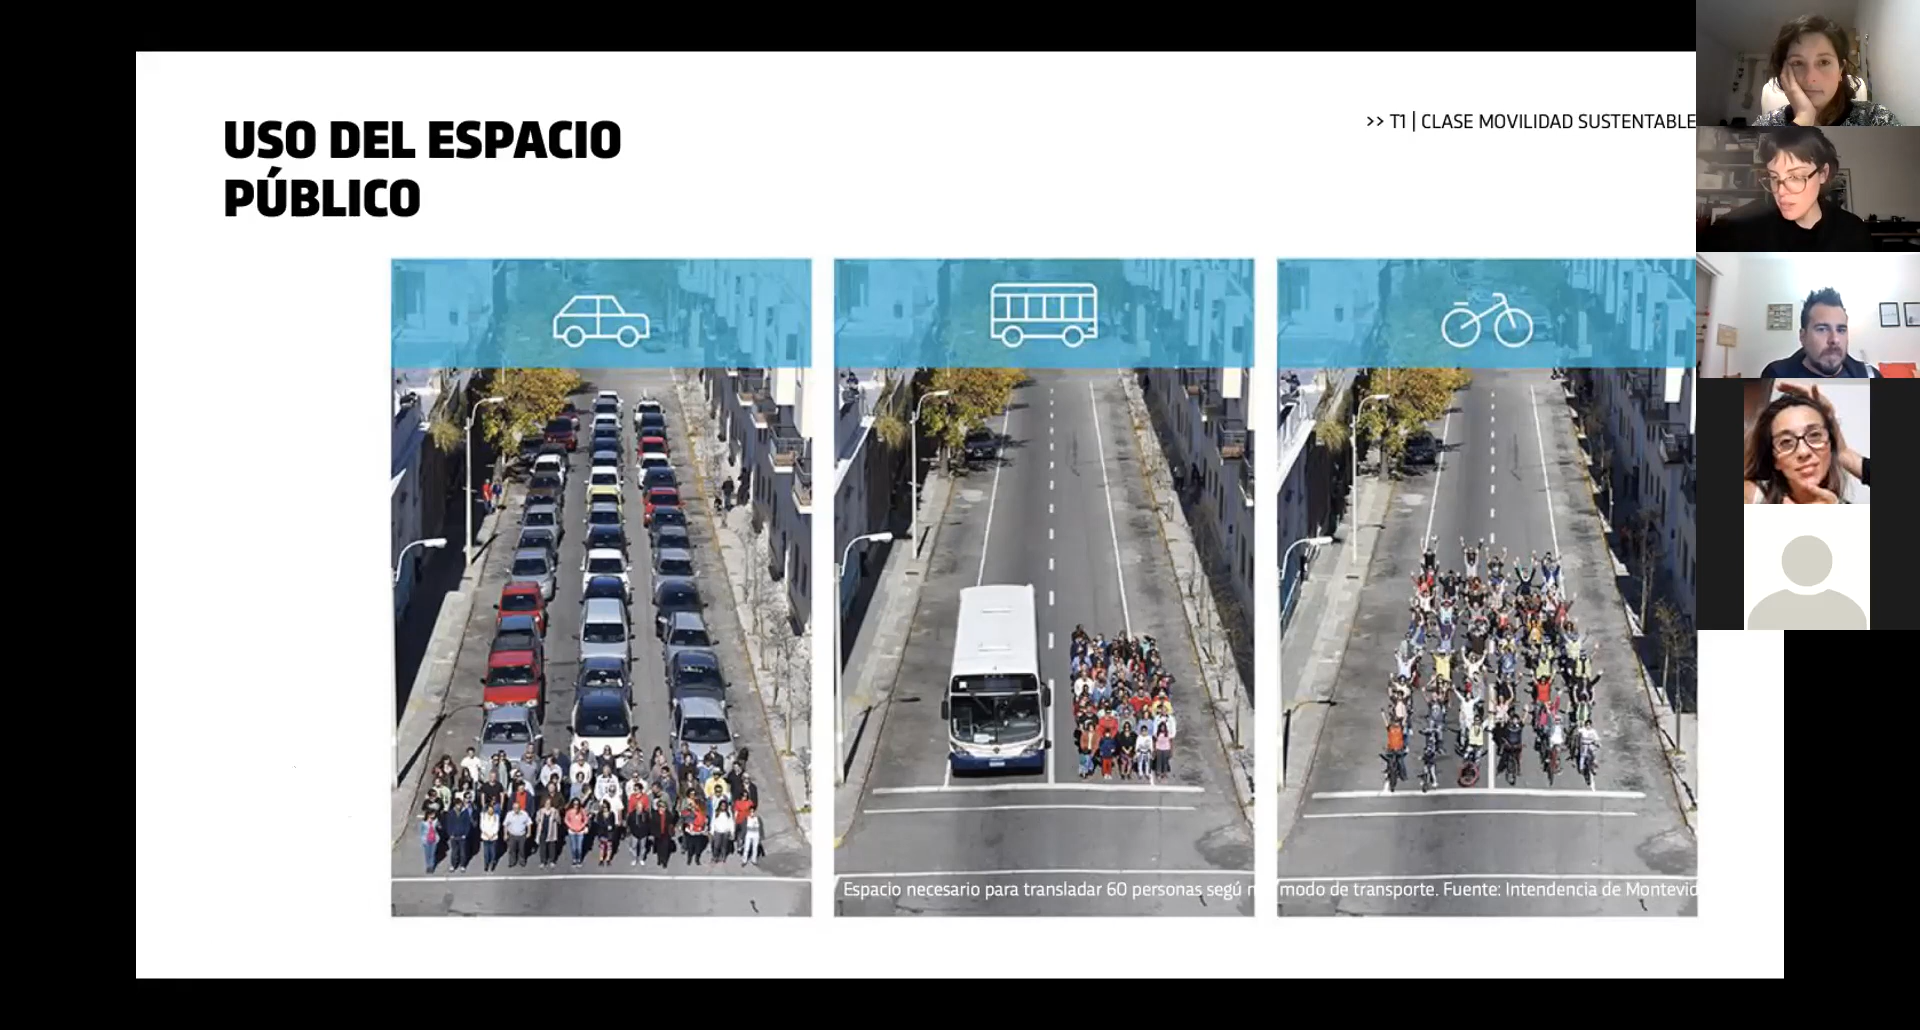 USO DEL ESPACIO
PÚBLICO
>> T1 | CLASE MOVILIDAD SUSTENTABLE
Espacio necesario para transladar 60 personas segú n modo de transporte. Fuente: Intendencia de Montevid